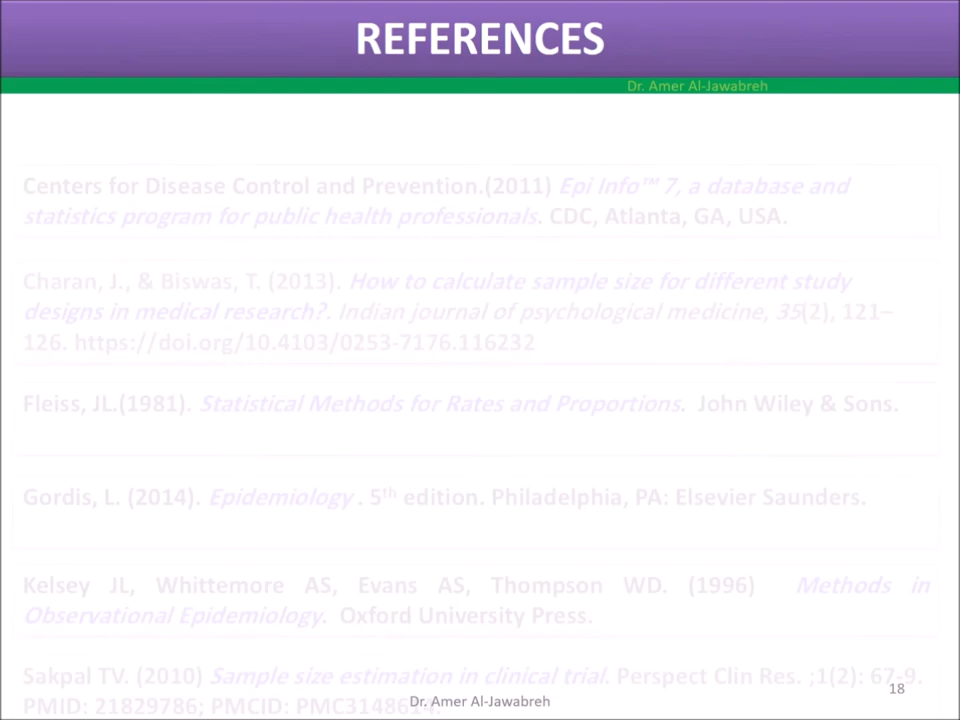 REFERENCES
Dr. Amer Al-Jawabreh
Centers for Disease Control and Prevention.(2011) Epi Info™ 7, a database and
statistics program for public health professionals. CDC, Atlanta, GA, USA.
Charan, J., & Biswas, T. (2013). How to calculate sample size for different study
designs in medical research?. Indian journal of psychological medicine, 35(2), 121–
126. https://doi.org/10.4103/0253-7176.116232
Fleiss, JL.(1981). Statistical Methods for Rates and Proportions. John Wiley & Sons.
Gordis, L. (2014). Epidemiology . 5th edition. Philadelphia, PA: Elsevier Saunders.
Kelsey JL, Whittemore AS, Evans AS, Thompson WD. (1996) Methods in
Observational Epidemiology. Oxford University Press.
Sakpal TV. (2010) Sample size estimation in clinical trial. Perspect Clin Res. ;1(2): 67-9.
PMID: 21829786; PMCID: PMC3148614.
Dr. Amer Al-Jawabreh
18